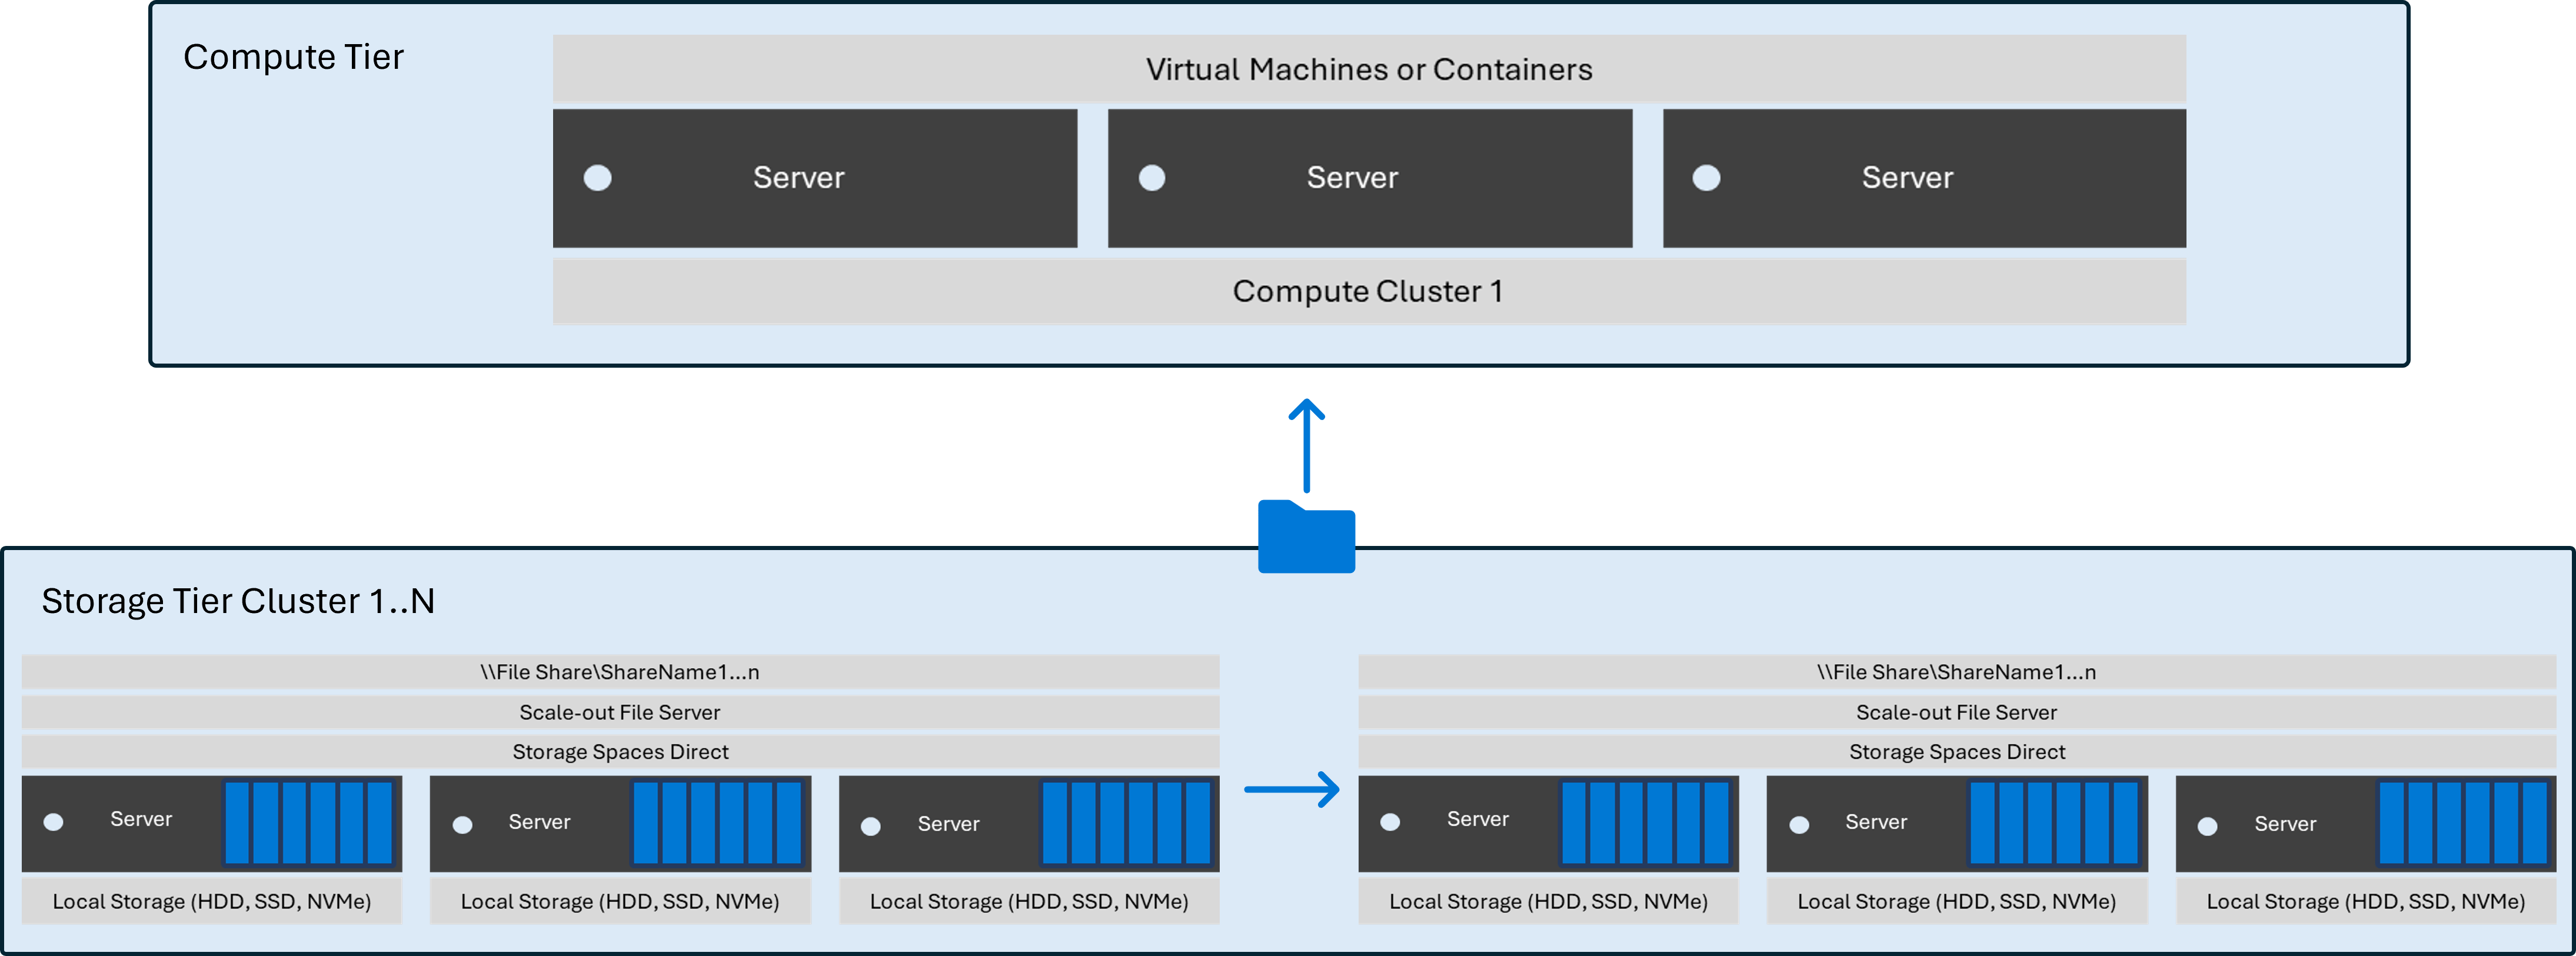 Compute Tier
Virtual Machines or Containers
Server
Server
Server
Compute Cluster 1
Storage Tier Cluster 1..N
\\File Share\ShareName1...n
Scale-out File Server
Storage Spaces Direct
Server
Server
Server
Local Storage (HDD, SSD, NVMe)
Local Storage (HDD, SSD, NVMe)
Local Storage (HDD, SSD, NVMe)
\\File Share\ShareName1...n
Scale-out File Server
Storage Spaces Direct
Server
Server
Server
Local Storage (HDD, SSD, NVMe)
Local Storage (HDD, SSD, NVMe)
Local Storage (HDD, SSD, NVMe)